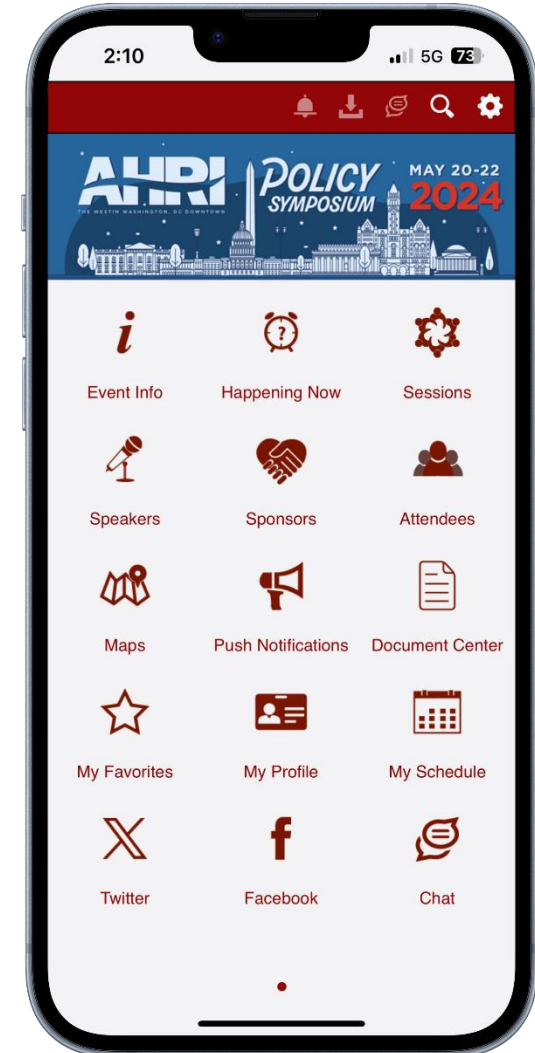 2:10 5G 73
AHRI POLICY MAY 20-22
SYMPOSIUM 2024
THE WESTIN WASHINGTON, DC DOWNTOWN
i ?
Event Info Happening Now Sessions
Speakers Sponsors Attendees
Maps Push Notifications Document Center
My Favorites My Profile My Schedule
X f
Twitter Facebook Chat